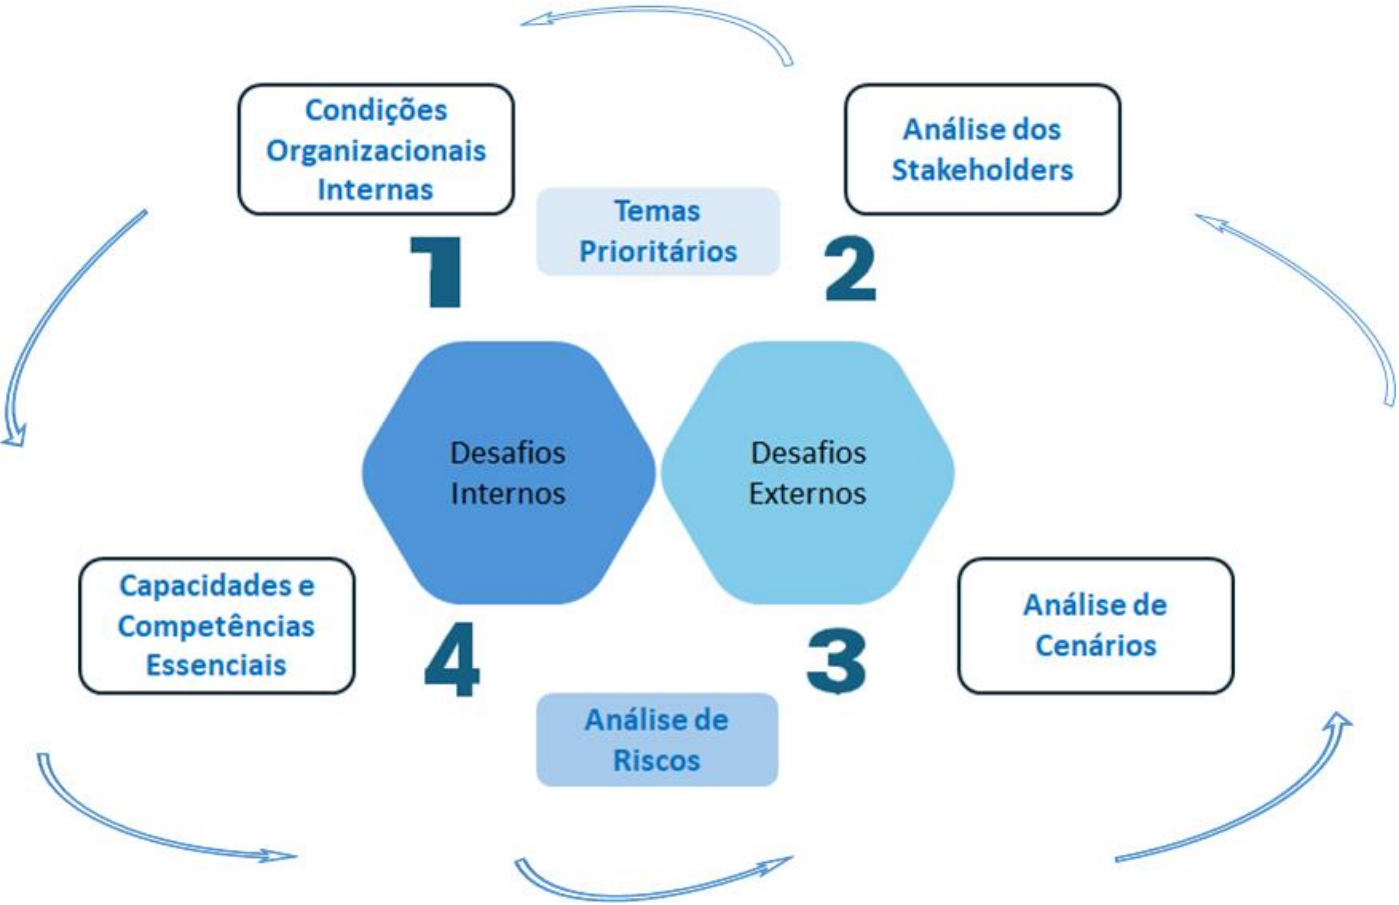 Condições
Organizacionais
Internas
Análise dos
Stakeholders
Temas
Prioritários
1
2
Desafios
Internos
Desafios
Externos
Capacidades e
Competências
Essenciais
4
3
Análise de
Cenários
Análise de
Riscos